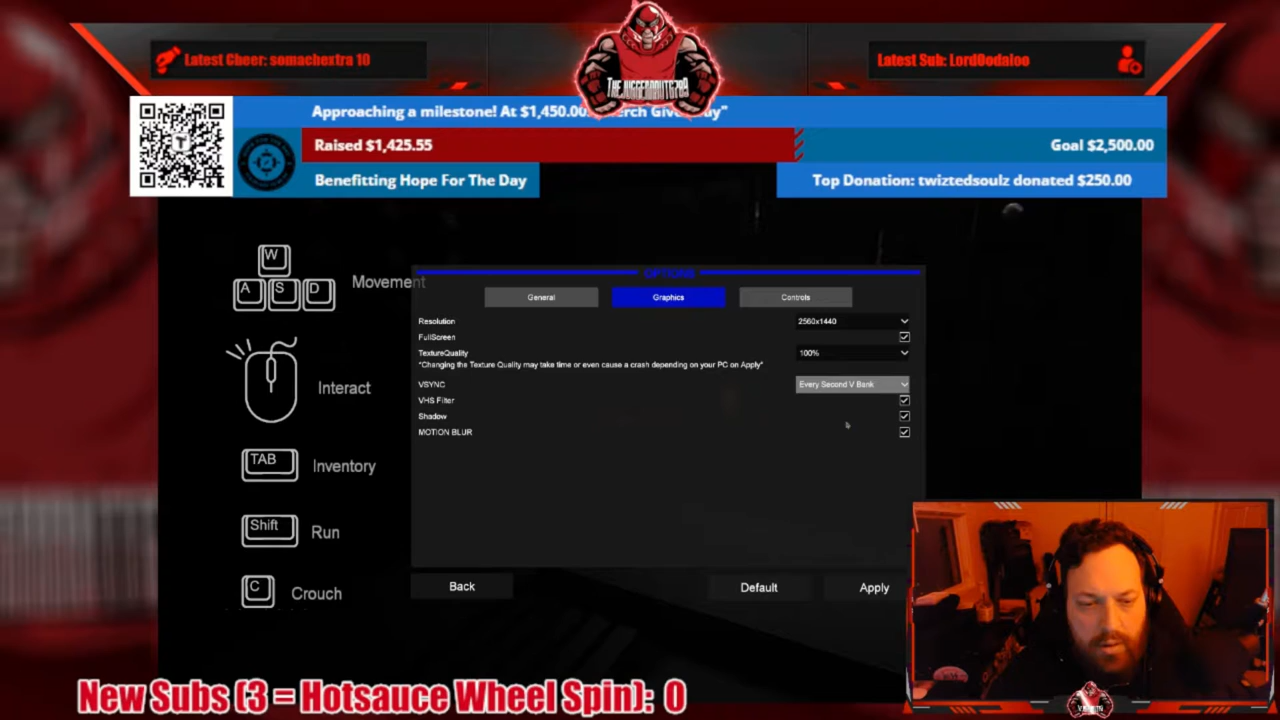 Latest Cheer: somachextra 10
THEJUGGERNAUT6789
Latest Sub: LordOodaloo
Approaching a milestone! At $1,450.00
Raised $1,425.55
Goal $2,500.00
Benefitting Hope For The Day
Top Donation: twiztedsoulz donated $250.00
W
A S D
Movement
Interact
TAB
Inventory
Shift
Run
C
Crouch
OPTIONS
General
Graphics
Controls
Resolution
2560x1440
FullScreen
TextureQuality
100%
*Changing the Texture Quality may take time or even cause a crash depending on your PC on Apply*
VSYNC
Every Second V Bank
VHS Filter
Shadow
MOTION BLUR
Back
Default
Apply
New Subs (3 = Hotsauce Wheel Spin): 0